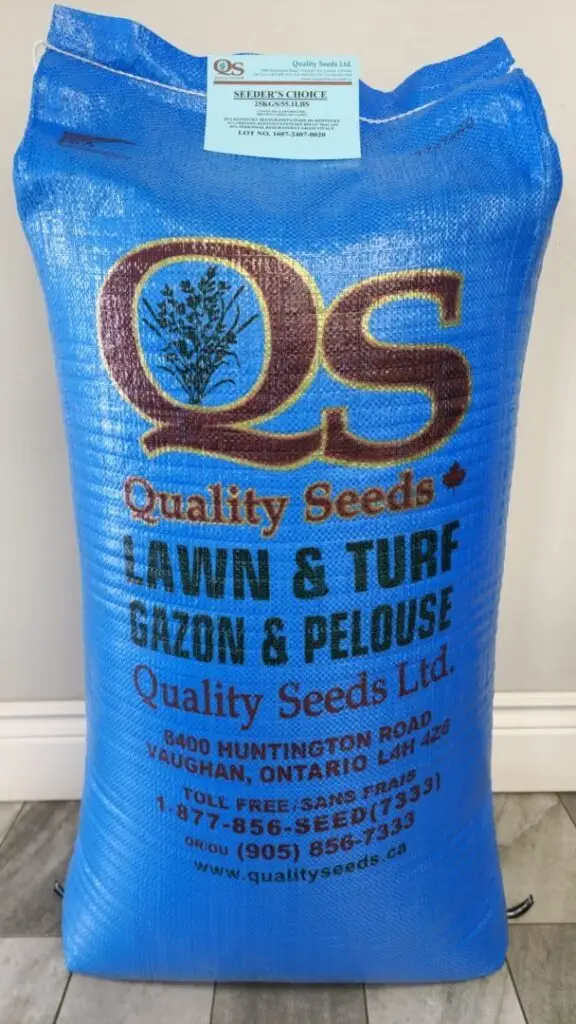 QS
Quality Seeds Ltd.
SEEDER'S CHOICE
25KGS/55.1LBS
LOT NO. 1607-2407-0020
QS
Quality Seeds
LAWN & TURF
GAZON & PELOUSE
Quality Seeds Ltd.
8400 HUNTINGTON ROAD
VAUGHAN, ONTARIO L4H
TOLL FREE/SANS FRAIS
1-877-856-SEED(7333)
OR/OU (905) 856-7333
www.qualityseeds.ca